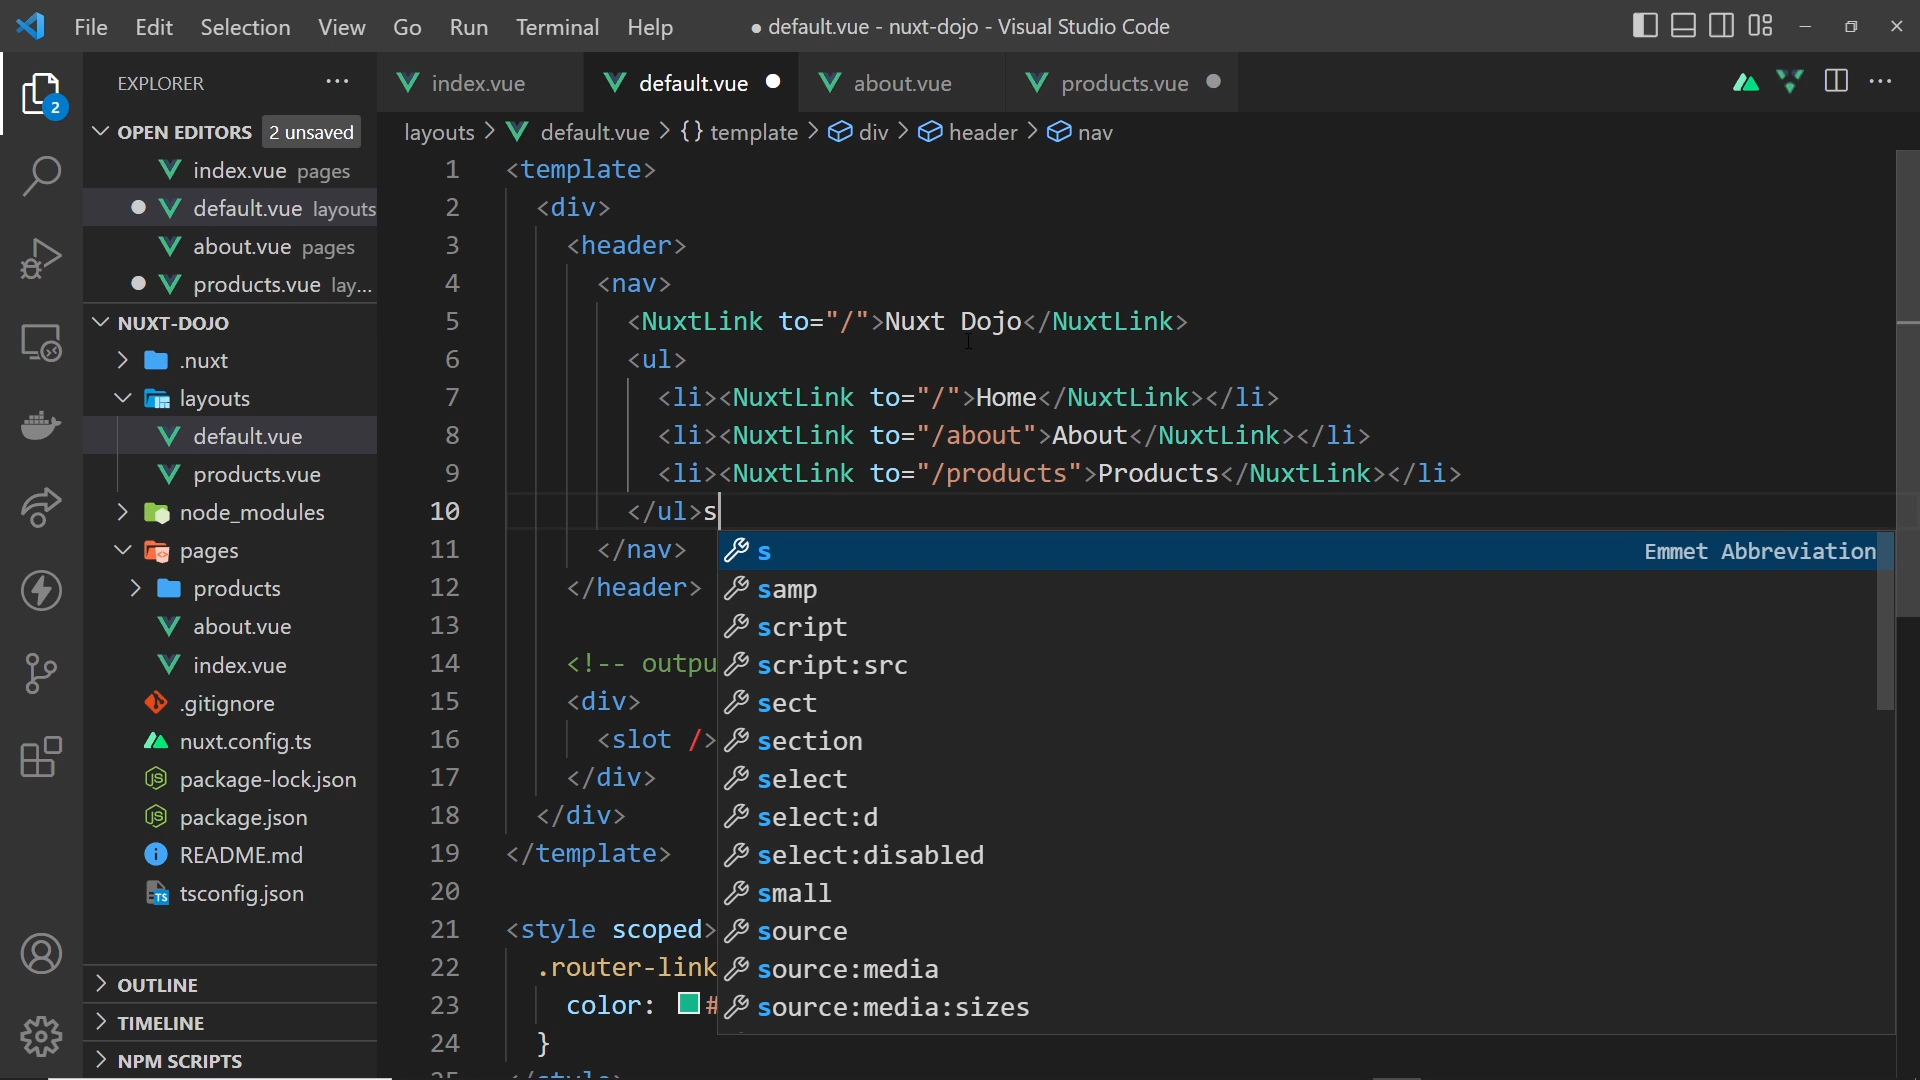 File Edit Selection View Go Run Terminal Help
● default.vue - nuxt-dojo - Visual Studio Code
EXPLORER
index.vue
default.vue
about.vue
products.vue
2
OPEN EDITORS 2 unsaved
index.vue pages
default.vue layouts
about.vue pages
products.vue lay...
NUXT-DOJO
.nuxt
layouts
default.vue
products.vue
node_modules
pages
products
about.vue
index.vue
.gitignore
nuxt.config.ts
package-lock.json
package.json
README.md
tsconfig.json
OUTLINE
TIMELINE
NPM SCRIPTS
layouts > default.vue > {} template > div > header > nav
1 <template>
2 <div>
3 <header>
4 <nav>
5 <NuxtLink to="/">Nuxt Dojo</NuxtLink>
6 <ul>
7 <li><NuxtLink to="/">Home</NuxtLink></li>
8 <li><NuxtLink to="/about">About</NuxtLink></li>
9 <li><NuxtLink to="/products">Products</NuxtLink></li>
10 </ul>s
11 </nav>
12 </header>
13
14 <!-- outpu
15 <div>
16 <slot />
17 </div>
18 </div>
19 </template>
20
21 <style scoped>
22 .router-link
23 color: #
24 }
25 </style>
s Emmet Abbreviation
samp
script
script:src
sect
section
select
select:d
select:disabled
small
source
source:media
source:media:sizes